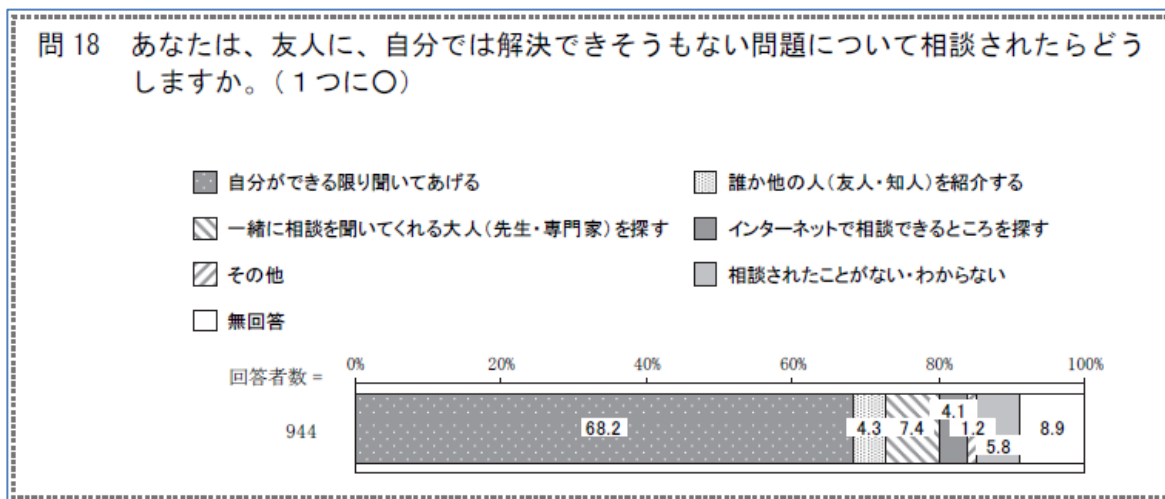 問 18 あなたは、友人に、自分では解決できそうもない問題について相談されたらどう
しますか。（１つに〇）
自分ができる限り聞いてあげる
誰か他の人（友人・知人）を紹介する
一緒に相談を聞いてくれる大人（先生・専門家）を探す
インターネットで相談できるところを探す
その他
相談されたことがない・わからない
無回答
回答者数 =
0% 20% 40% 60% 80% 100%
944
68.2 4.3 7.4 4.1 1.2 5.8 8.9